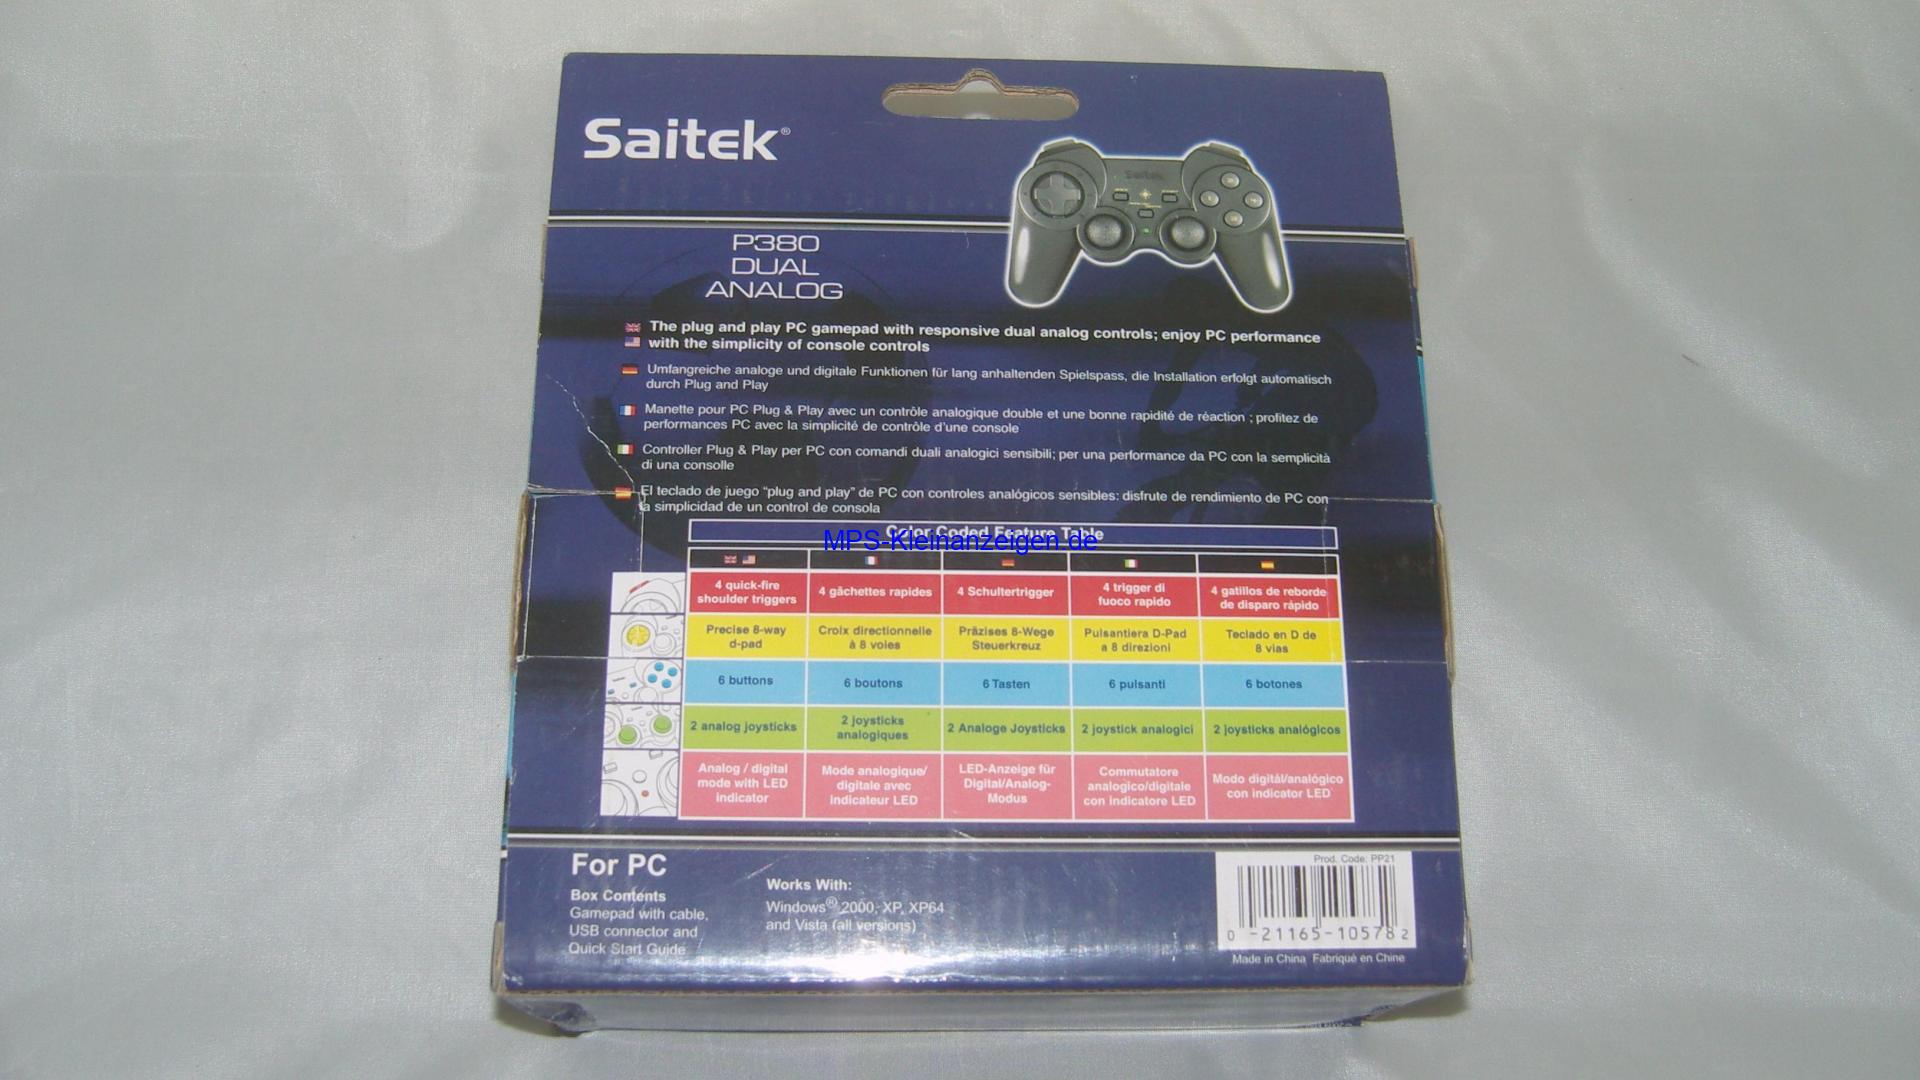 Saitek®
P380
DUAL
ANALOG
The plug and play PC gamepad with responsive dual analog controls; enjoy PC performance
with the simplicity of console controls
Umfangreiche analoge und digitale Funktionen für lang anhaltenden Spielspass, die Installation erfolgt automatisch
durch Plug and Play
Manette pour PC Plug & Play avec un contrôle analogique double et une bonne rapidité de réaction ; profitez de
performances PC avec la simplicité de contrôle d'une console
Controller Plug & Play per PC con comandi duali analogici sensibili; per una performance da PC con la semplicità
di una consolle
El teclado de juego "plug and play" de PC con controles analógicos sensibles: disfrute de rendimiento de PC con
la simplicidad de un control de consola
Color Coded Feature Table
MPS-Kleinanzeigen.de
4 quick-fire
shoulder triggers
4 gâchettes rapides
4 Schultertrigger
4 trigger di
fuoco rapido
4 gatillos de reborde
de disparo rápido
Precise 8-way
d-pad
Croix directionnelle
à 8 voies
Präzises 8-Wege
Steuerkreuz
Pulsantiera D-Pad
a 8 direzioni
Teclado en D de
8 vias
6 buttons
6 boutons
6 Tasten
6 pulsanti
6 botones
2 analog joysticks
2 joysticks
analogiques
2 Analoge Joysticks
2 joystick analogici
2 joysticks analógicos
Analog / digital
mode with LED
indicator
Mode analogique/
digitale avec
indicateur LED
LED-Anzeige für
Digital/Analog-
Modus
Commutatore
analogico/digitale
con indicatore LED
Modo digitál/analógico
con indicator LED
For PC
Box Contents
Gamepad with cable,
USB connector and
Quick Start Guide
Works With:
Windows® 2000, XP, XP64
and Vista (all versions)
Prod. Code: PP21
0 -21165-10578 2
Made in China Fabriqué en Chine